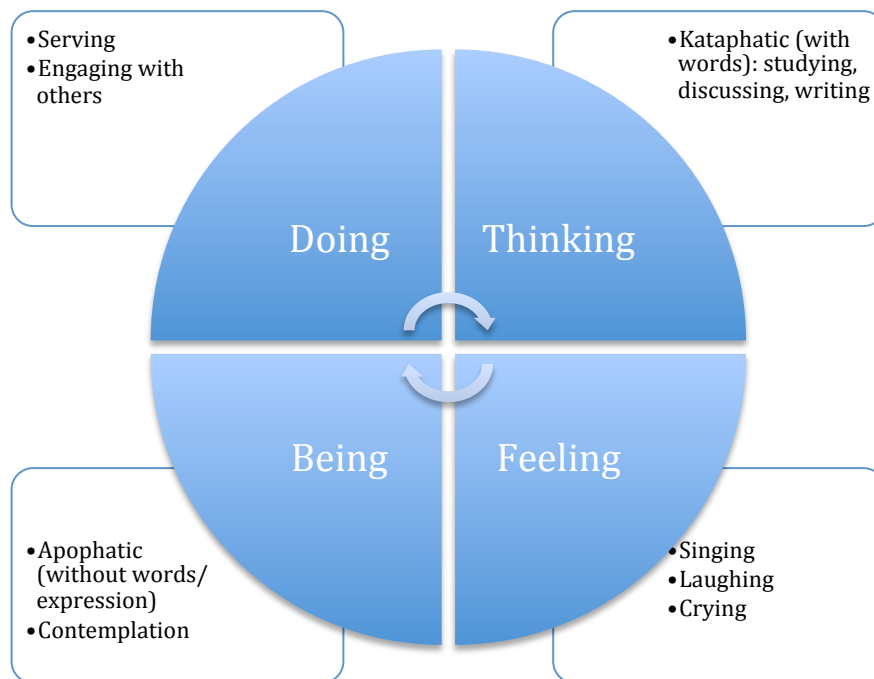 •Serving
•Engaging with
others
•Kataphatic (with
words): studying,
discussing, writing
Doing
Thinking
Being
Feeling
•Apophatic
(without words/
expression)
•Contemplation
•Singing
•Laughing
•Crying